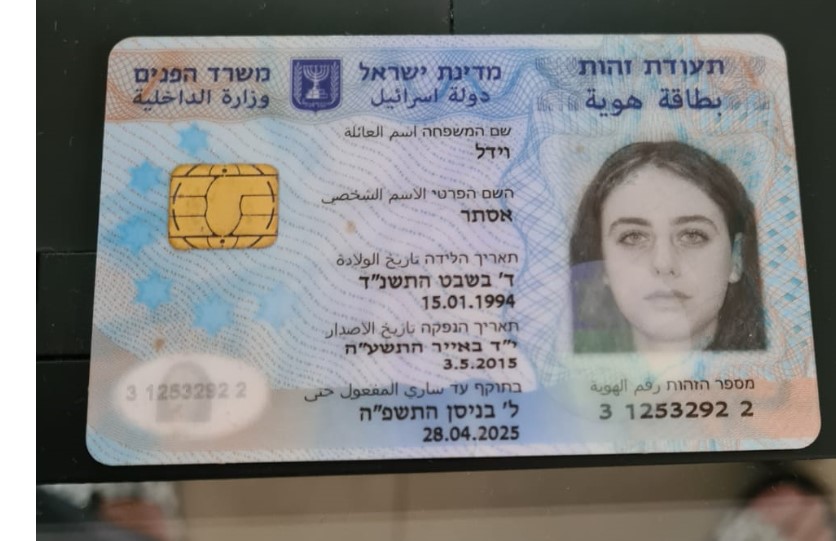 תעודת זהות
بطاقة هوية
מדינת ישראל
دولة اسرائيل
משרד הפנים
وزارة الداخلية
שם המשפחה اسم العائلة
וידל
השם הפרטי الاسم الشخصي
אסתר
תאריך הלידה تاريخ الولادة
ד' בשבט התשנ"ד
15.01.1994
תאריך הנפקה تاريخ الاصدار
י"ד באייר התשע"ה
3.5.2015
בתוקף עד ساري المفعول حتى
ל' בניסן התשפ"ה
28.04.2025
מספר הזהות رقم الهوية
3 1253292 2
3 1253292 2